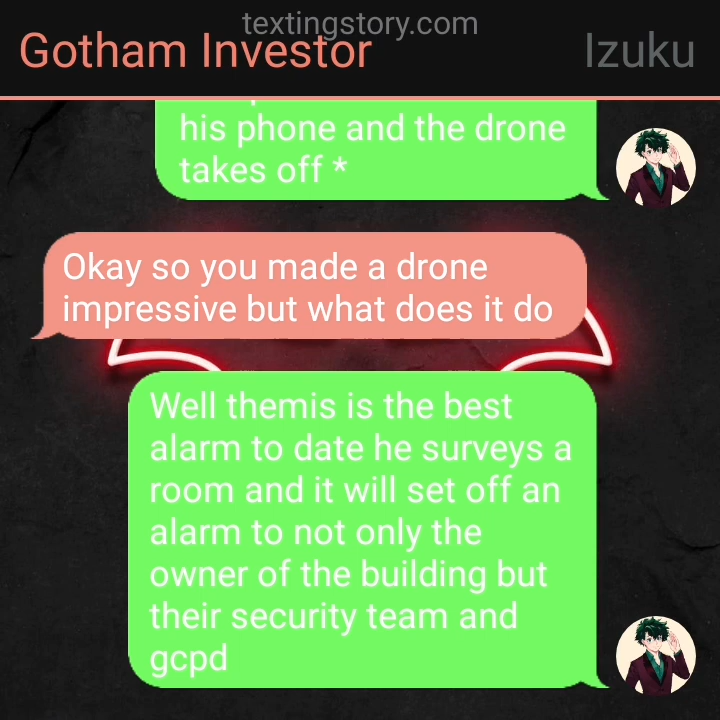 textingstory.com
Gotham Investor
Izuku
his phone and the drone
takes off *
Okay so you made a drone
impressive but what does it do
Well themis is the best
alarm to date he surveys a
room and it will set off an
alarm to not only the
owner of the building but
their security team and
gcpd